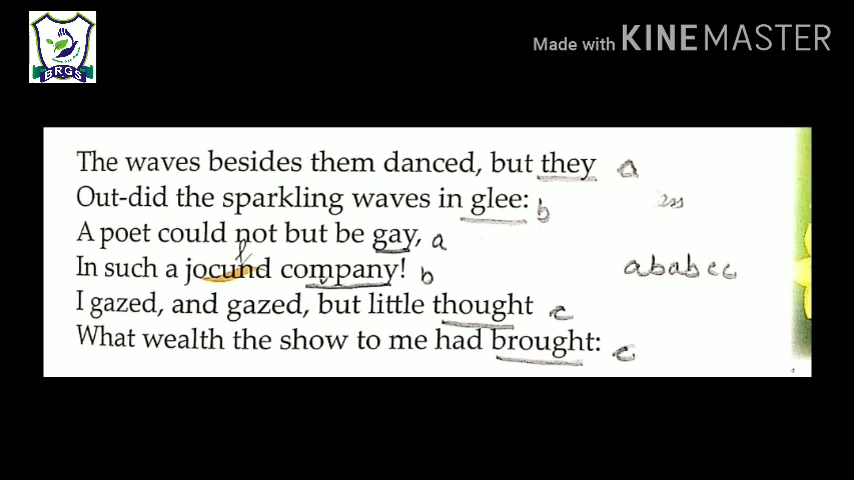 BRGS
Made with KINEMASTER
The waves besides them danced, but they a
Out-did the sparkling waves in glee: b
A poet could not but be gay, a
In such a jocund company! b
ababcc
I gazed, and gazed, but little thought c
What wealth the show to me had brought: c